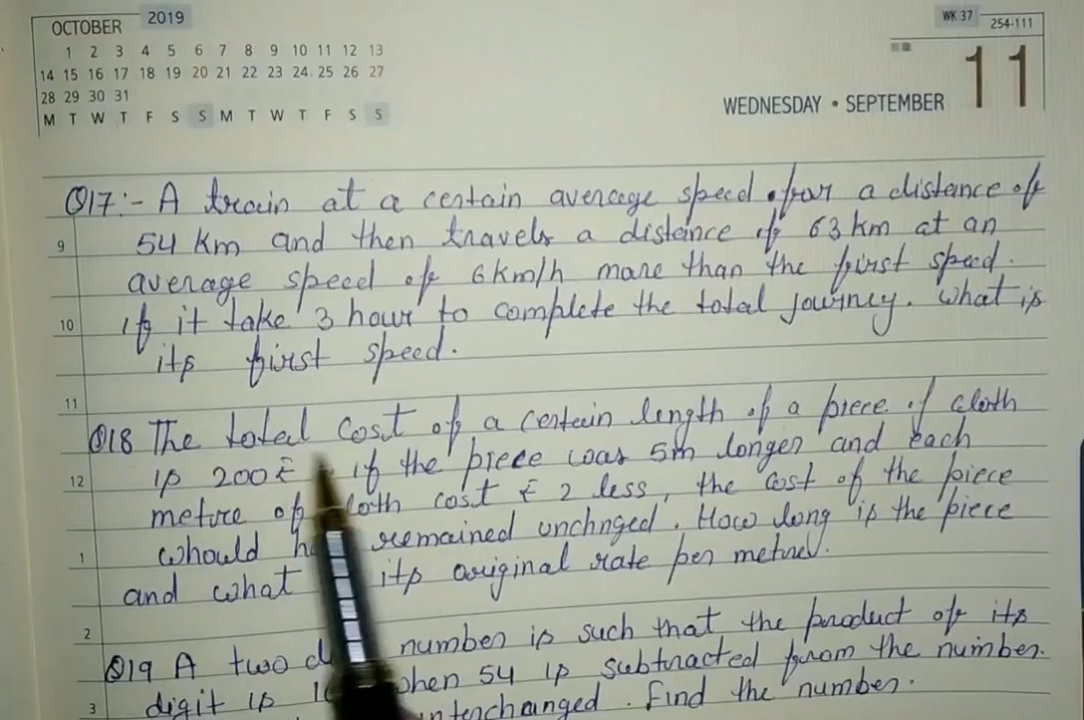 OCTOBER 2019
1 2 3 4 5 6 7 8 9 10 11 12 13
14 15 16 17 18 19 20 21 22 23 24 25 26 27
28 29 30 31
M T W T F S S M T W T F S S
WK 37 254-111
WEDNESDAY • SEPTEMBER 11
Q17:- A train at a certain average speed for a distance of
9 54 km and then travels a distance of 63 km at an
average speed of 6 km/h more than the first speed.
10 if it take 3 hour to complete the total journey. What is
its first speed.
11
Q18 The total cost of a certain length of a piece of cloth
12 is 200 ₹ if the piece was 5m longer and each
metre of cloth cost ₹ 2 less, the cost of the piece
1 whould remained unchnged. How long is the piece
and what its original rate per metre.
2
Q19 A two number is such that the product of its
3 digit is when 54 is subtracted from the number.
interchanged. Find the number.